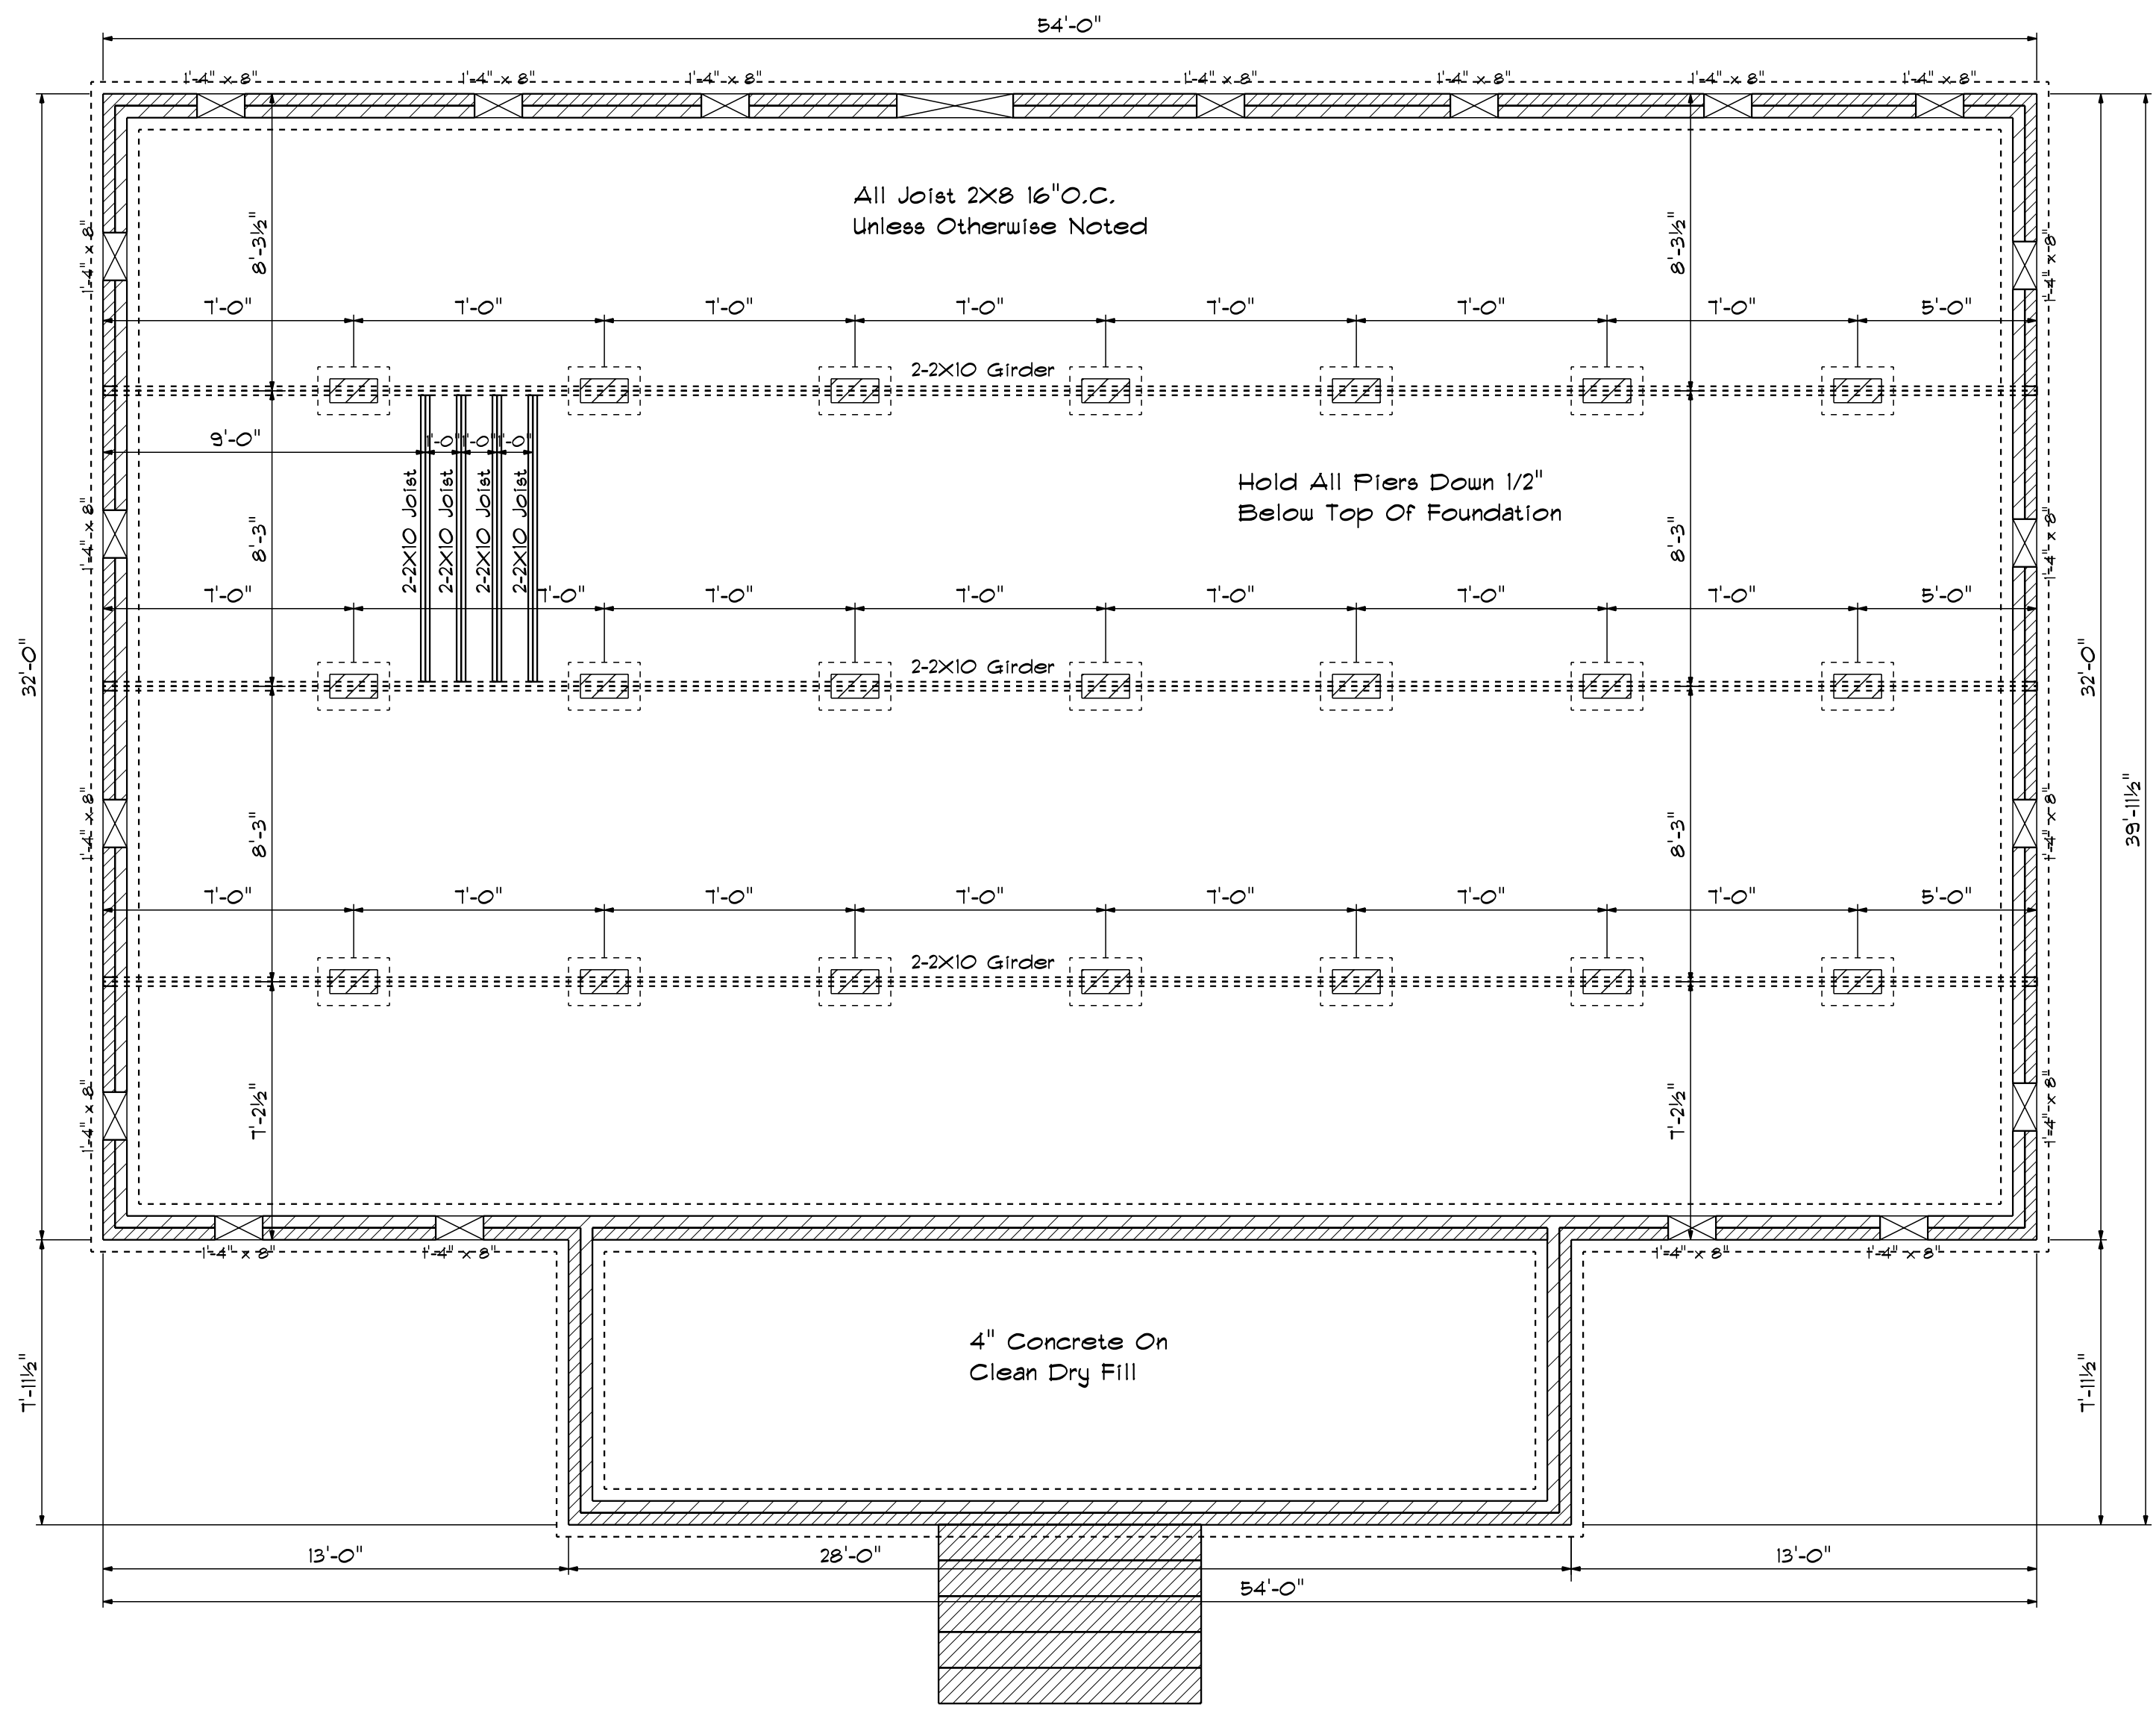 54'-0"
1'-4" x 8" 1'-4" x 8" 1'-4" x 8" 1'-4" x 8" 1'-4" x 8" 1'-4" x 8" 1'-4" x 8"
All Joist 2X8 16"O.C.
Unless Otherwise Noted
8'-3½" 8'-3½"
1'-4" x 8" 1'-4" x 8"
7'-0" 7'-0" 7'-0" 7'-0" 7'-0" 7'-0" 7'-0" 5'-0"
2-2X10 Girder
9'-0" 1'-0" 1'-0" 1'-0"
2-2X10 Joist 2-2X10 Joist 2-2X10 Joist 2-2X10 Joist
Hold All Piers Down 1/2"
Below Top Of Foundation
1'-4" x 8" 8'-3" 8'-3" 1'-4" x 8"
7'-0" 7'-0" 7'-0" 7'-0" 7'-0" 7'-0" 7'-0" 5'-0"
32'-0" 32'-0"
2-2X10 Girder
39'-11½"
1'-4" x 8" 8'-3" 8'-3" 1'-4" x 8"
7'-0" 7'-0" 7'-0" 7'-0" 7'-0" 7'-0" 7'-0" 5'-0"
2-2X10 Girder
1'-4" x 8" 7'-2½" 7'-2½" 1'-4" x 8"
1'-4" x 8" 1'-4" x 8" 1'-4" x 8" 1'-4" x 8"
4" Concrete On
Clean Dry Fill
7'-11½" 7'-11½"
13'-0" 28'-0" 13'-0"
54'-0"